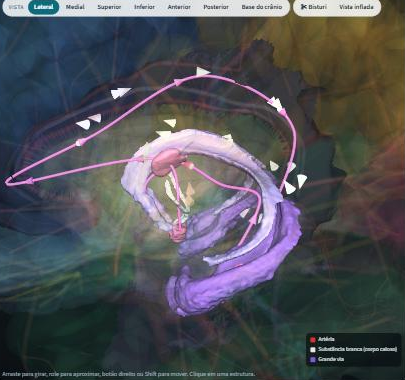 VISTA Lateral Medial Superior Inferior Anterior Posterior Base do crânio Bisturi Vista inflada
Artéria
Substância branca (corpo caloso)
Grande via
Arraste para girar, role para aproximar, botão direito ou Shift para mover. Clique em uma estrutura.